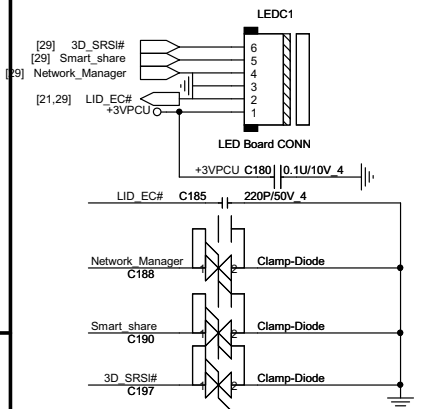 LEDC1
[29] 3D_SRSI# 6
[29] Smart_share 5
[29] Network_Manager 4
3
[21,29] LID_EC# 2
+3VPCU 1
LED Board CONN
+3VPCU C180 0.1U/10V_4
LID_EC# C185 220P/50V_4
Network_Manager 1 2 Clamp-Diode
C188
Smart_share 1 2 Clamp-Diode
C190
3D_SRSI# 1 2 Clamp-Diode
C197